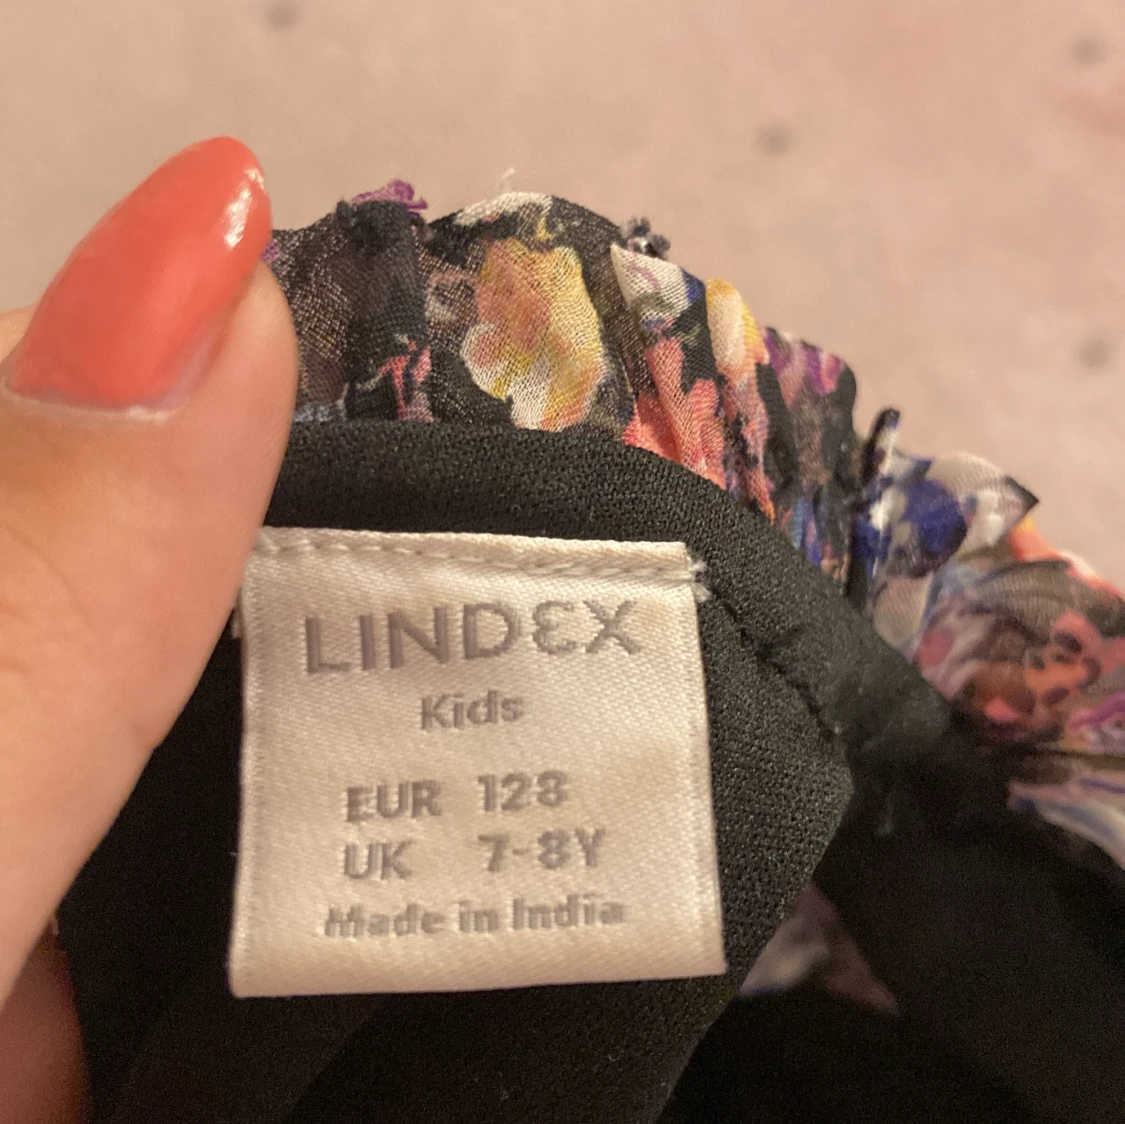 LINDEX
Kids
EUR 128
UK 7-8Y
Made in India